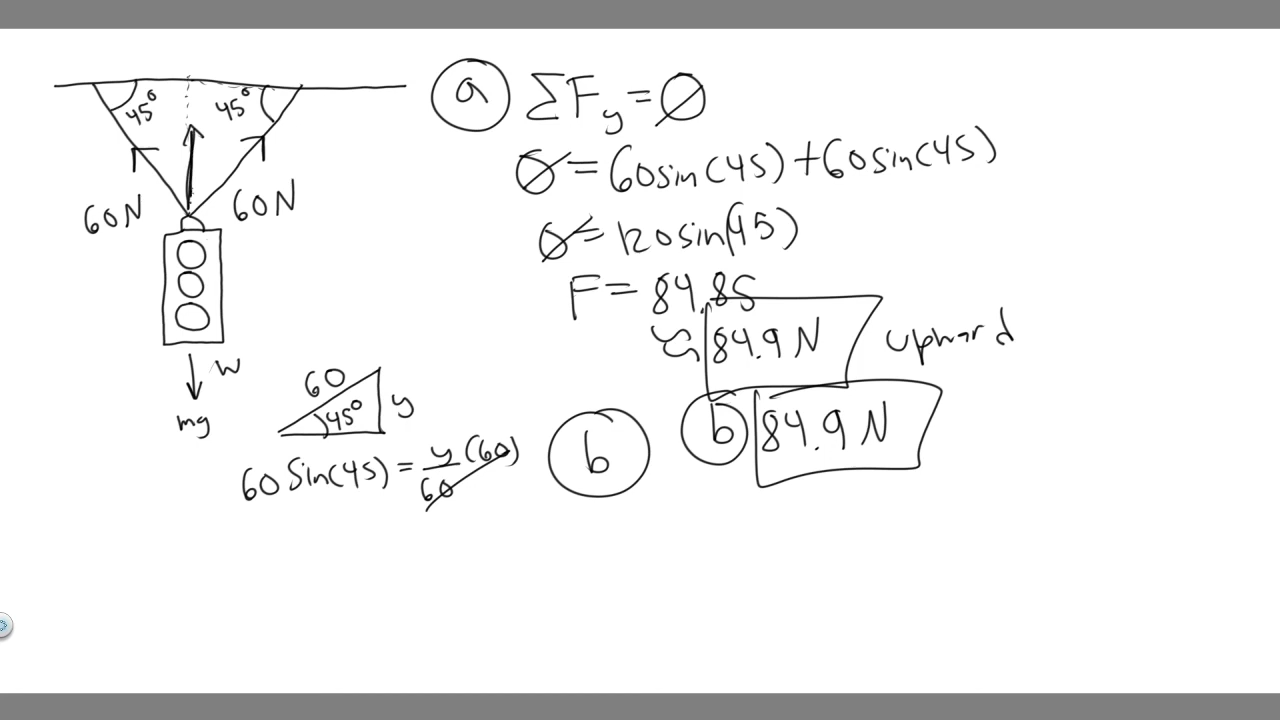 45° 45°
60N 60N
W
mg
60
45° y
60 Sin(45) = y (60)
60
a ΣFy = 0
0 = 60sin(45) + 60sin(45)
0 = 120sin(45)
F = 84.85
≈ 84.9 N upward
b
b 84.9 N